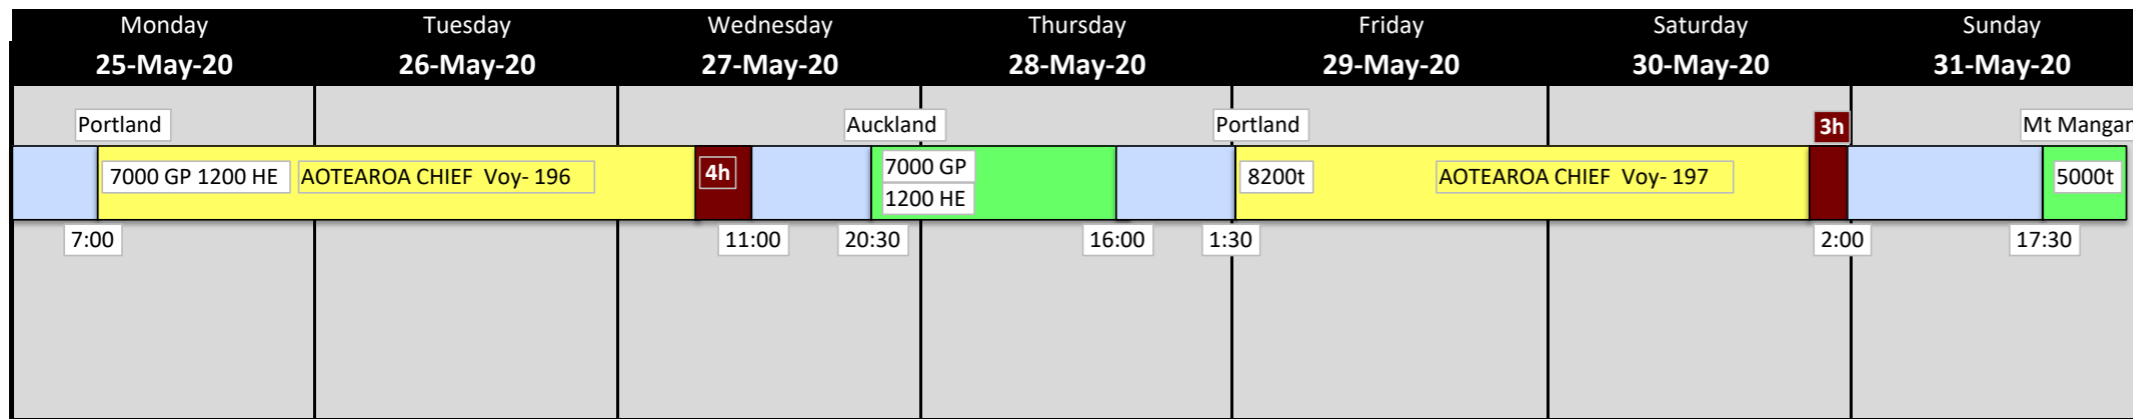 Monday Tuesday Wednesday Thursday Friday Saturday Sunday
25-May-20 26-May-20 27-May-20 28-May-20 29-May-20 30-May-20 31-May-20
Portland Auckland Portland 3h Mt Mangan
7000 GP 1200 HE AOTEAROA CHIEF Voy- 196 4h 7000 GP 8200t AOTEAROA CHIEF Voy- 197 5000t
1200 HE
7:00 11:00 20:30 16:00 1:30 2:00 17:30